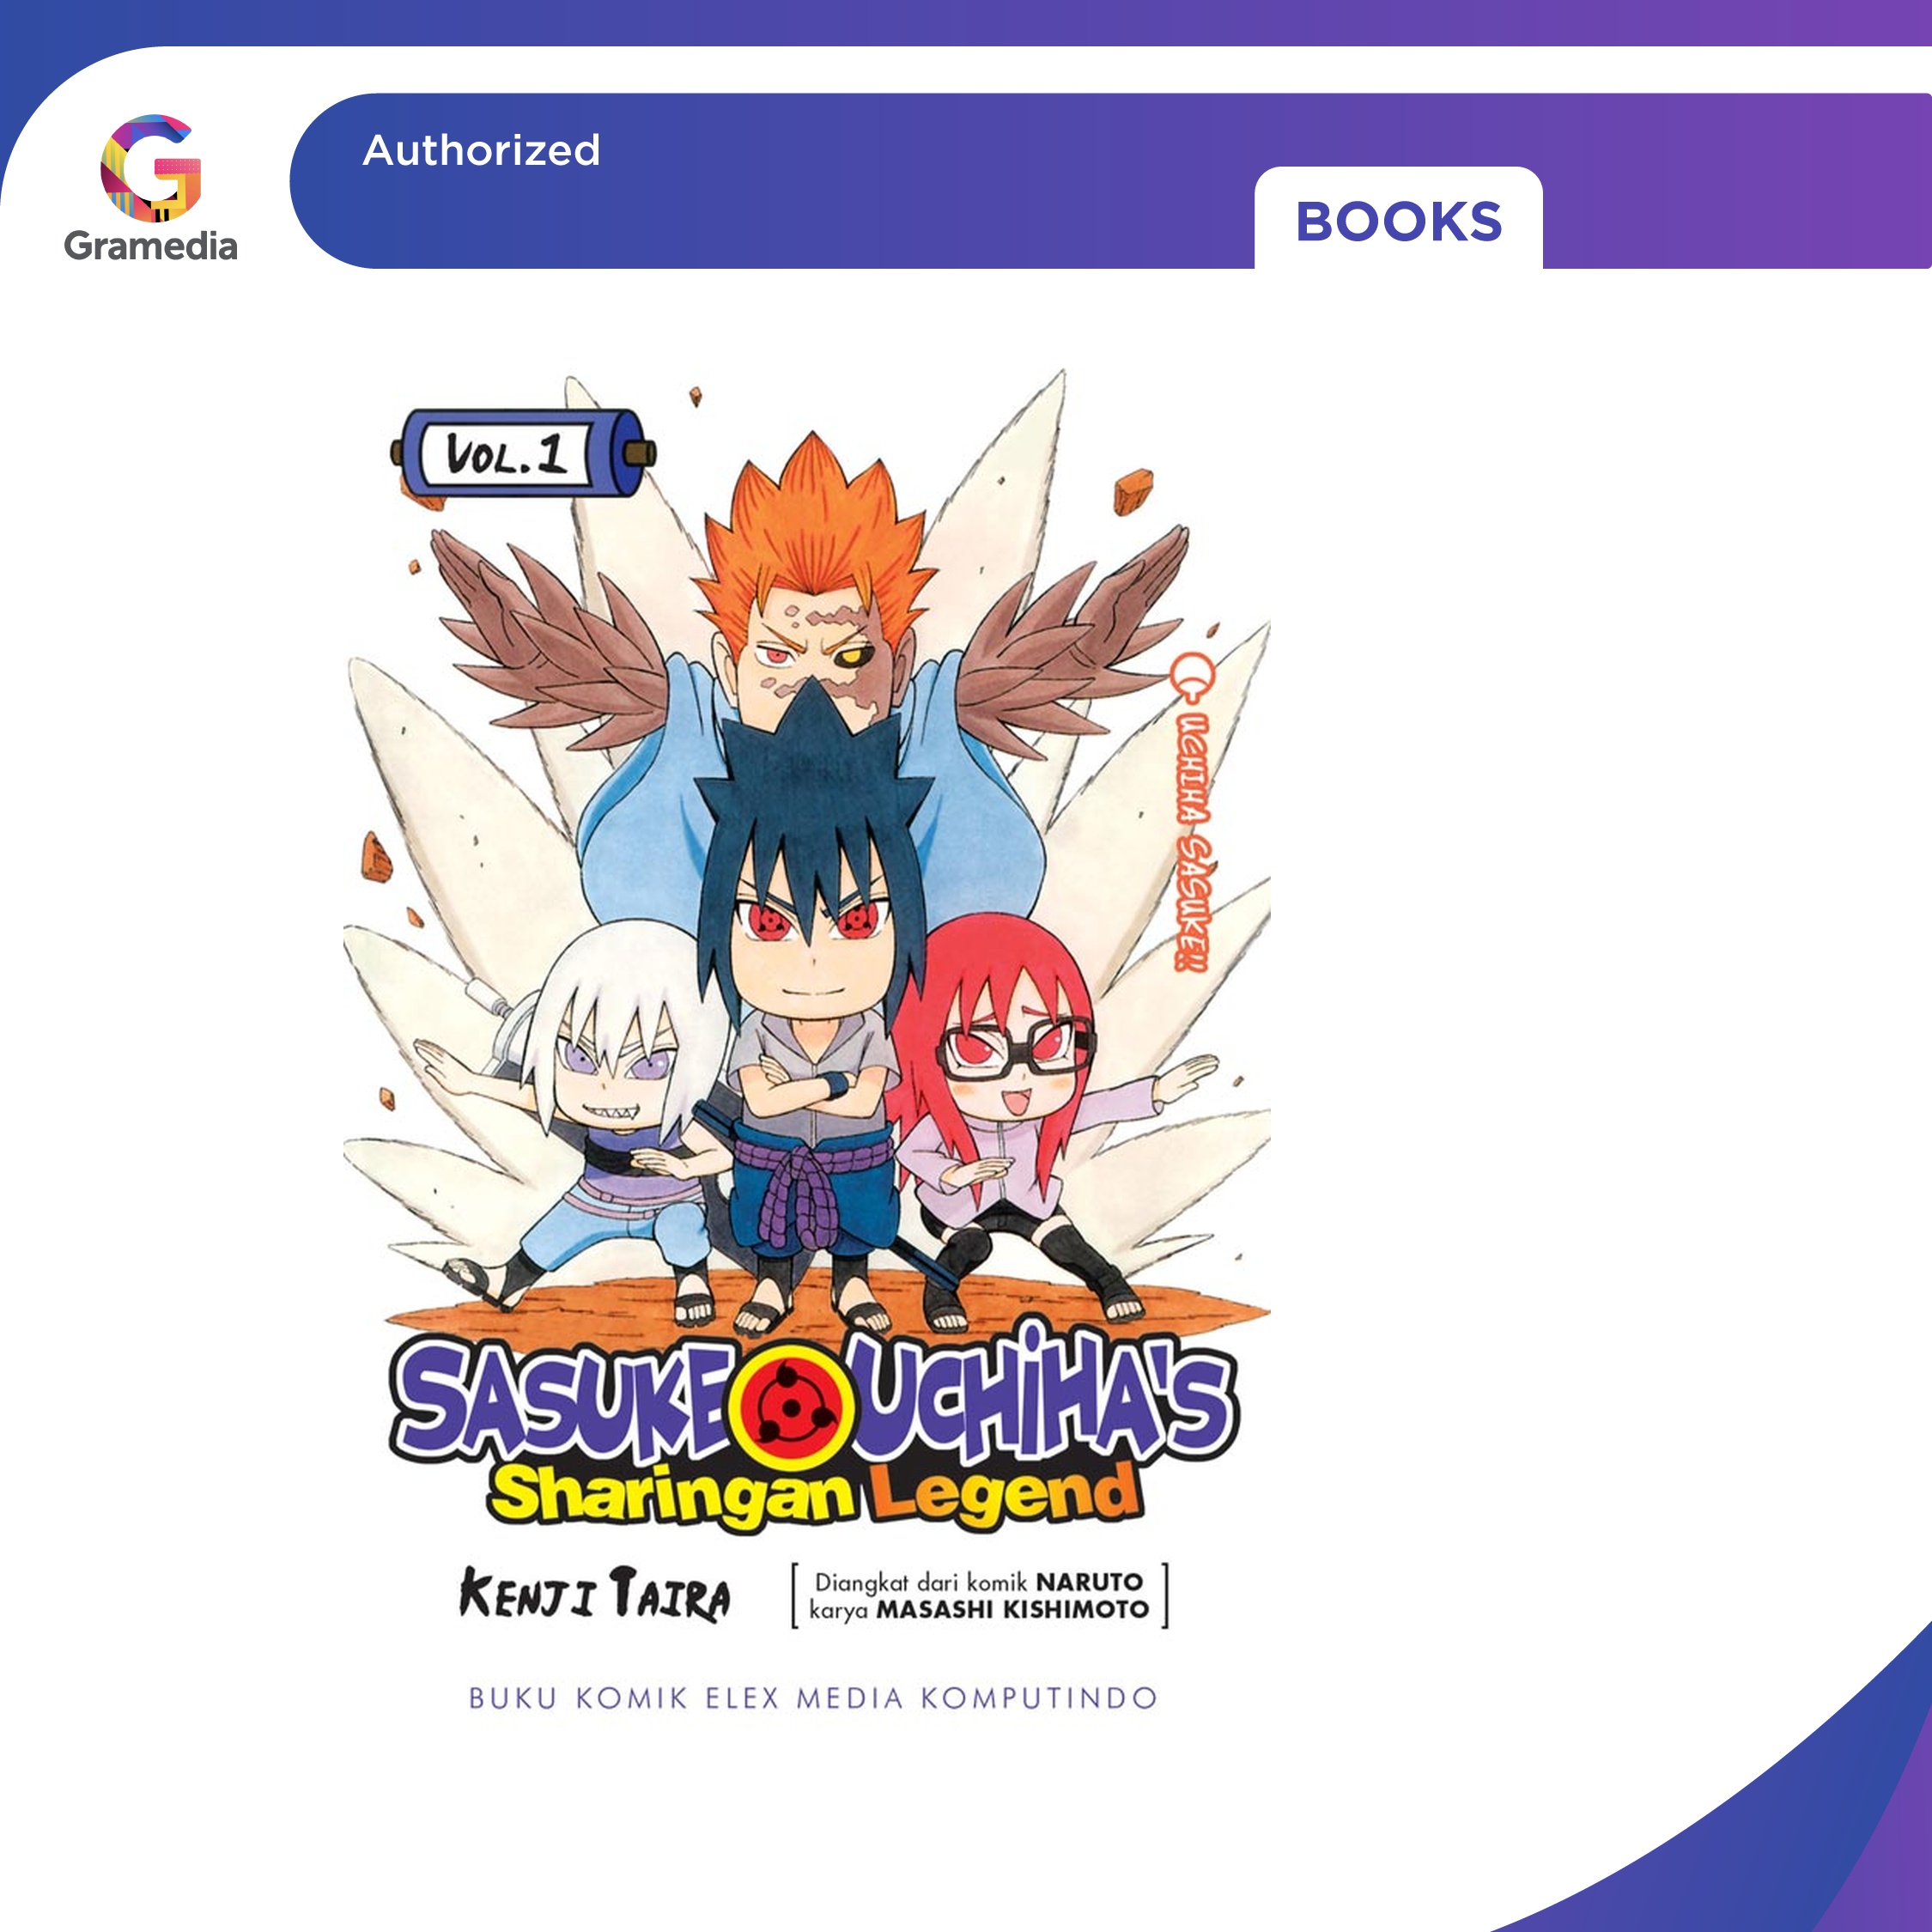 Gramedia
Authorized
BOOKS
VOL.1
UCHIHA SASUKE!!
SASUKE UCHIHA'S
Sharingan Legend
KENJI TAIRA
[Diangkat dari komik NARUTO
karya MASASHI KISHIMOTO]
BUKU KOMIK ELEX MEDIA KOMPUTINDO